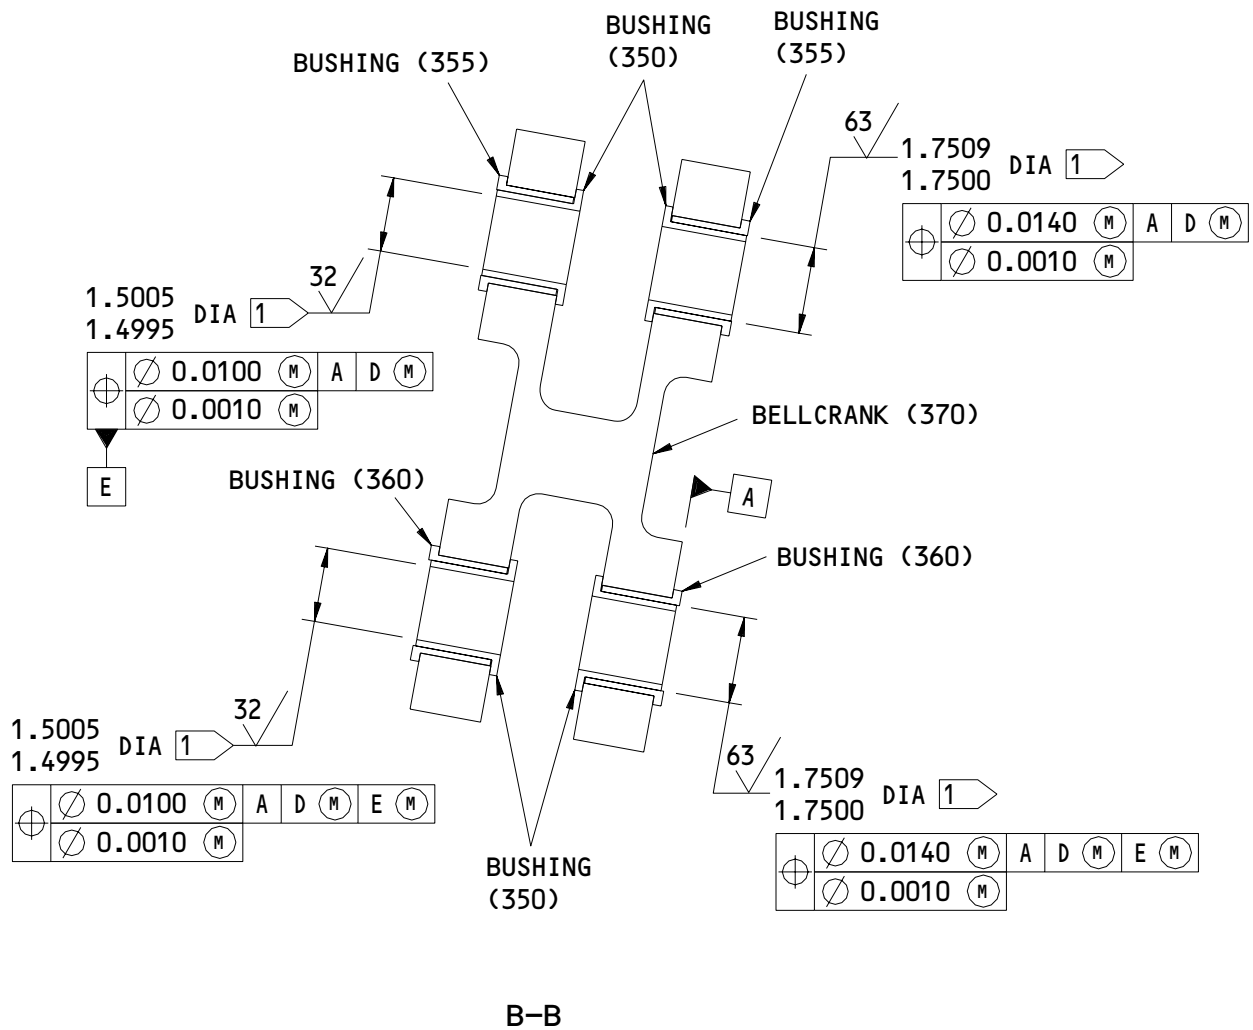 BUSHING (355)
BUSHING
(350)
BUSHING
(355)
63
1.7509
1.7500
DIA 1
⌀ 0.0140 Ⓜ A D Ⓜ
⌀ 0.0010 Ⓜ
32
1.5005
1.4995
DIA 1
⌀ 0.0100 Ⓜ A D Ⓜ
⌀ 0.0010 Ⓜ
E
BELLCRANK (370)
BUSHING (360)
A
BUSHING (360)
32
1.5005
1.4995
DIA 1
⌀ 0.0100 Ⓜ A D Ⓜ E Ⓜ
⌀ 0.0010 Ⓜ
63
1.7509
1.7500
DIA 1
⌀ 0.0140 Ⓜ A D Ⓜ E Ⓜ
⌀ 0.0010 Ⓜ
BUSHING
(350)
B-B